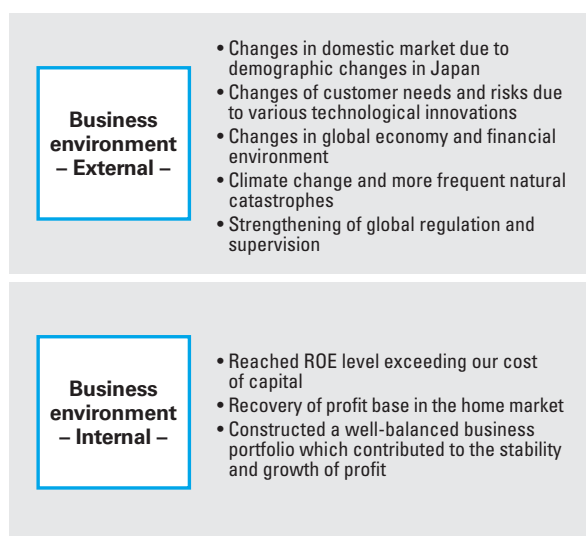 Business
environment
– External –
• Changes in domestic market due to
demographic changes in Japan
• Changes of customer needs and risks due
to various technological innovations
• Changes in global economy and financial
environment
• Climate change and more frequent natural
catastrophes
• Strengthening of global regulation and
supervision
Business
environment
– Internal –
• Reached ROE level exceeding our cost
of capital
• Recovery of profit base in the home market
• Constructed a well-balanced business
portfolio which contributed to the stability
and growth of profit